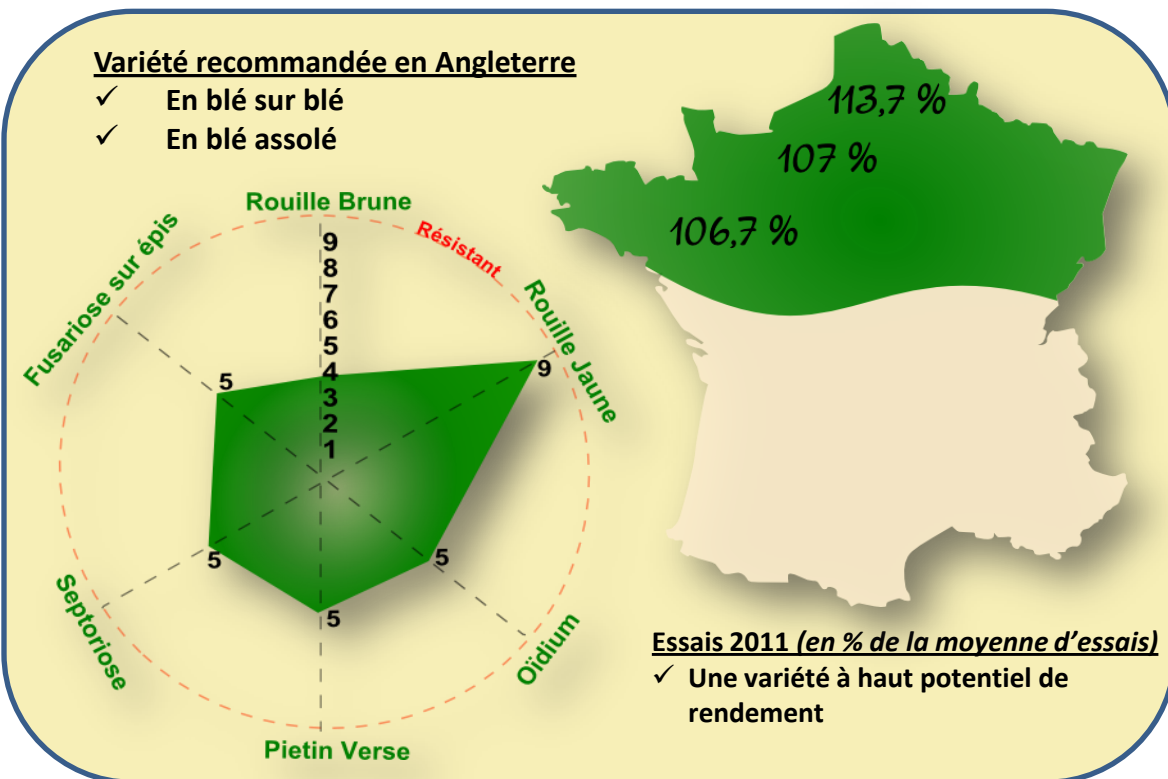 Variété recommandée en Angleterre
✓ En blé sur blé
✓ En blé assolé
113,7 %
107 %
106,7 %
Rouille Brune
Résistant
Rouille Jaune
Fusariose sur épis
9
8
7
6
5
4
3
2
1
9
5
5
5
5
Septoriose
Oïdium
Pietin Verse
Essais 2011 (en % de la moyenne d’essais)
✓ Une variété à haut potentiel de
rendement